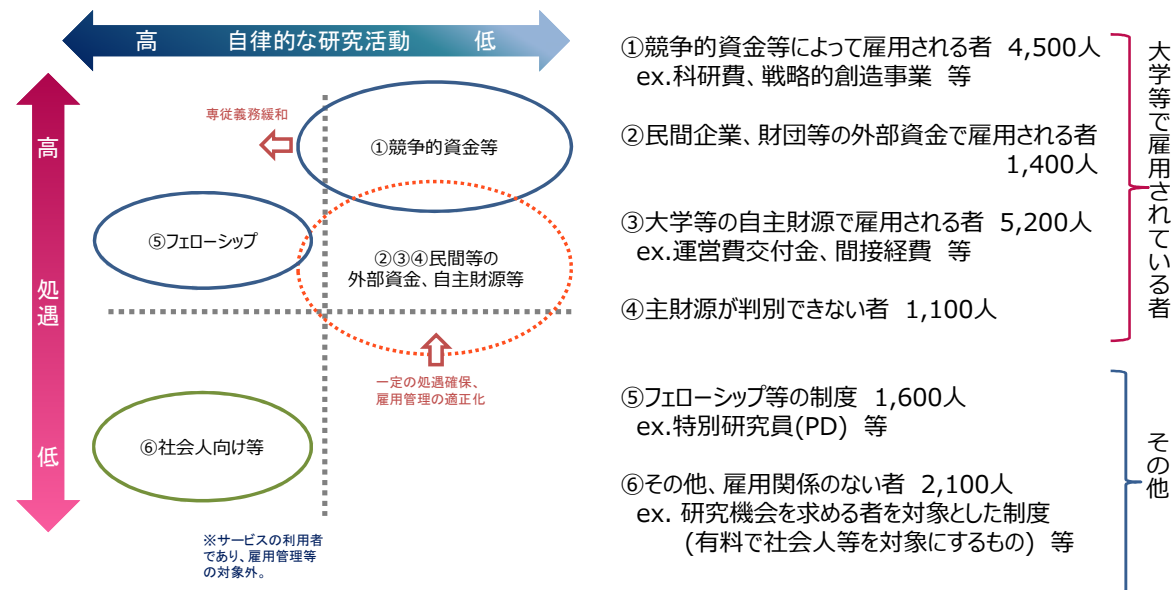 高 自律的な研究活動 低
高
処遇
低
専従義務緩和
①競争的資金等
⑤フェローシップ
②③④民間等の
外部資金、自主財源等
一定の処遇確保、
雇用管理の適正化
⑥社会人向け等
※サービスの利用者
であり、雇用管理等
の対象外。
①競争的資金等によって雇用される者 4,500人
ex.科研費、戦略的創造事業 等
②民間企業、財団等の外部資金で雇用される者
1,400人
③大学等の自主財源で雇用される者 5,200人
ex.運営費交付金、間接経費 等
④主財源が判別できない者 1,100人
⑤フェローシップ等の制度 1,600人
ex.特別研究員(PD) 等
⑥その他、雇用関係のない者 2,100人
ex. 研究機会を求める者を対象とした制度
(有料で社会人等を対象にするもの) 等
大学等で雇用されている者
その他